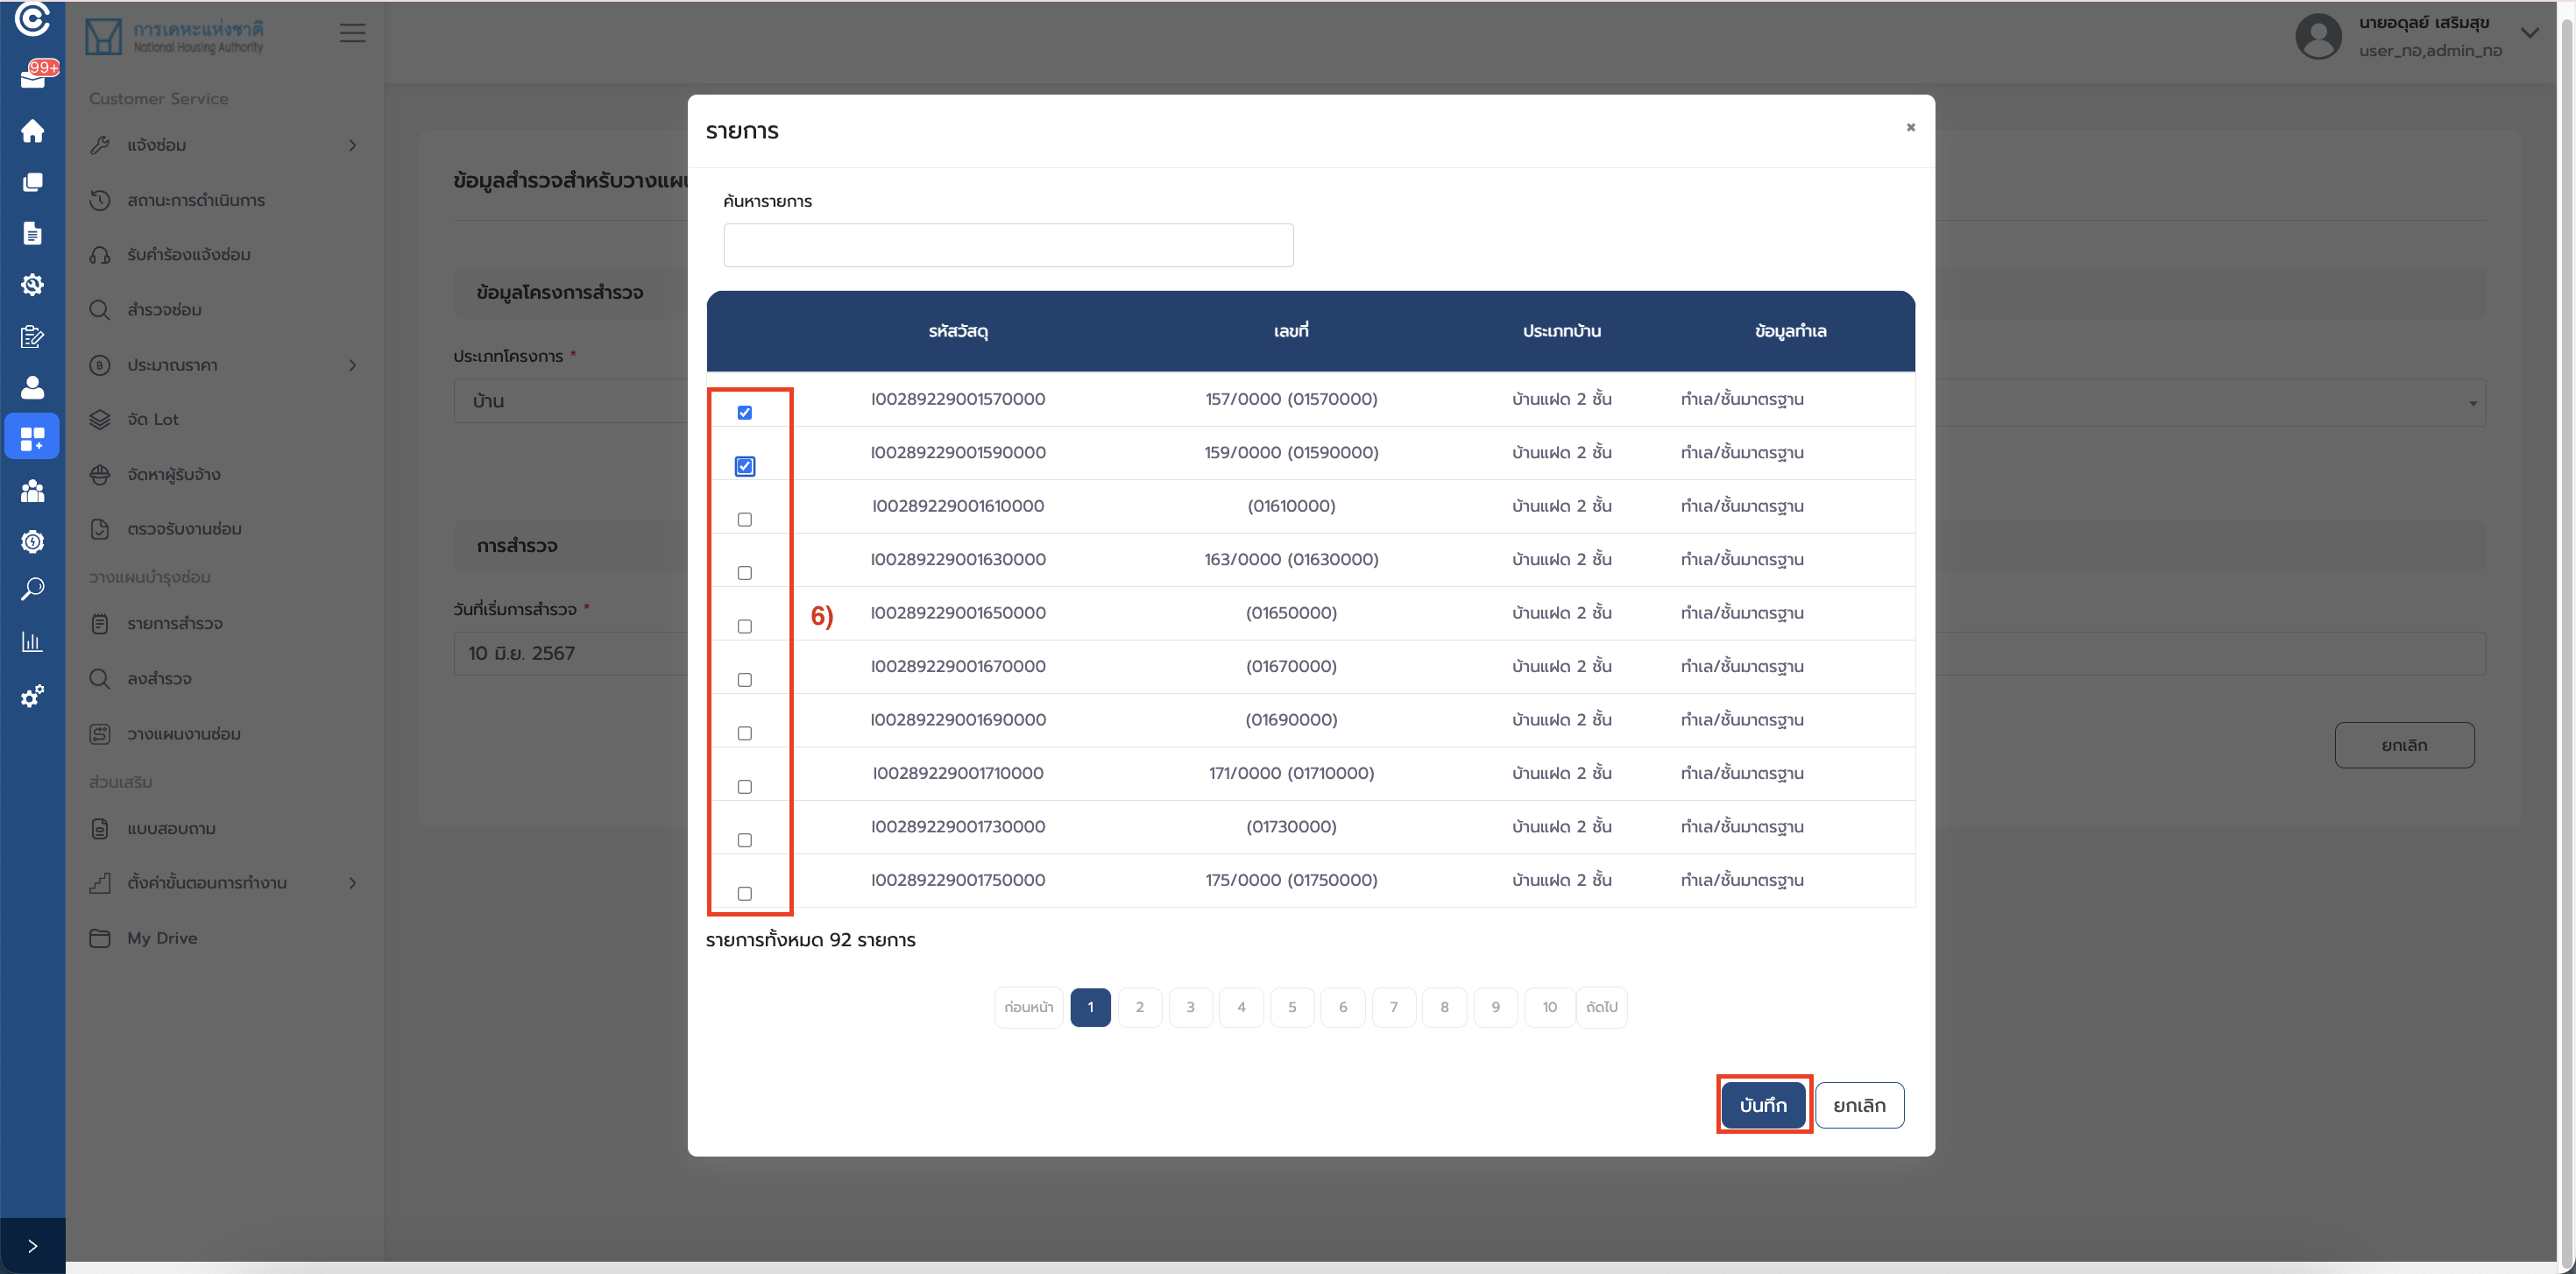 99+
การเคหะแห่งชาติ
National Housing Authority
นายอดุลย์ เสริมสุข
user_ทอ,admin_ทอ
Customer Service
แจ้งซ่อม
สถานะการดำเนินการ
รับคำร้องแจ้งซ่อม
สำรวจซ่อม
ประมาณราคา
จัด Lot
จัดหาผู้รับจ้าง
ตรวจรับงานซ่อม
วางแผนบำรุงซ่อม
รายการสำรวจ
ลงสำรวจ
วางแผนงานซ่อม
ส่วนเสริม
แบบสอบถาม
ตั้งค่าขั้นตอนการทำงาน
My Drive
ข้อมูลสำรวจสำหรับวางแผน
ข้อมูลโครงการสำรวจ
ประเภทโครงการ *
บ้าน
การสำรวจ
วันที่เริ่มการสำรวจ *
10 มิ.ย. 2567
ยกเลิก
รายการ
ค้นหารายการ
รหัสวัสดุ เลขที่ ประเภทบ้าน ข้อมูลทำเล
I00289229001570000 157/0000 (01570000) บ้านแฝด 2 ชั้น ทำเล/ชั้นมาตรฐาน
I00289229001590000 159/0000 (01590000) บ้านแฝด 2 ชั้น ทำเล/ชั้นมาตรฐาน
I00289229001610000 (01610000) บ้านแฝด 2 ชั้น ทำเล/ชั้นมาตรฐาน
I00289229001630000 163/0000 (01630000) บ้านแฝด 2 ชั้น ทำเล/ชั้นมาตรฐาน
6) I00289229001650000 (01650000) บ้านแฝด 2 ชั้น ทำเล/ชั้นมาตรฐาน
I00289229001670000 (01670000) บ้านแฝด 2 ชั้น ทำเล/ชั้นมาตรฐาน
I00289229001690000 (01690000) บ้านแฝด 2 ชั้น ทำเล/ชั้นมาตรฐาน
I00289229001710000 171/0000 (01710000) บ้านแฝด 2 ชั้น ทำเล/ชั้นมาตรฐาน
I00289229001730000 (01730000) บ้านแฝด 2 ชั้น ทำเล/ชั้นมาตรฐาน
I00289229001750000 175/0000 (01750000) บ้านแฝด 2 ชั้น ทำเล/ชั้นมาตรฐาน
รายการทั้งหมด 92 รายการ
ก่อนหน้า 1 2 3 4 5 6 7 8 9 10 ถัดไป
บันทึก ยกเลิก